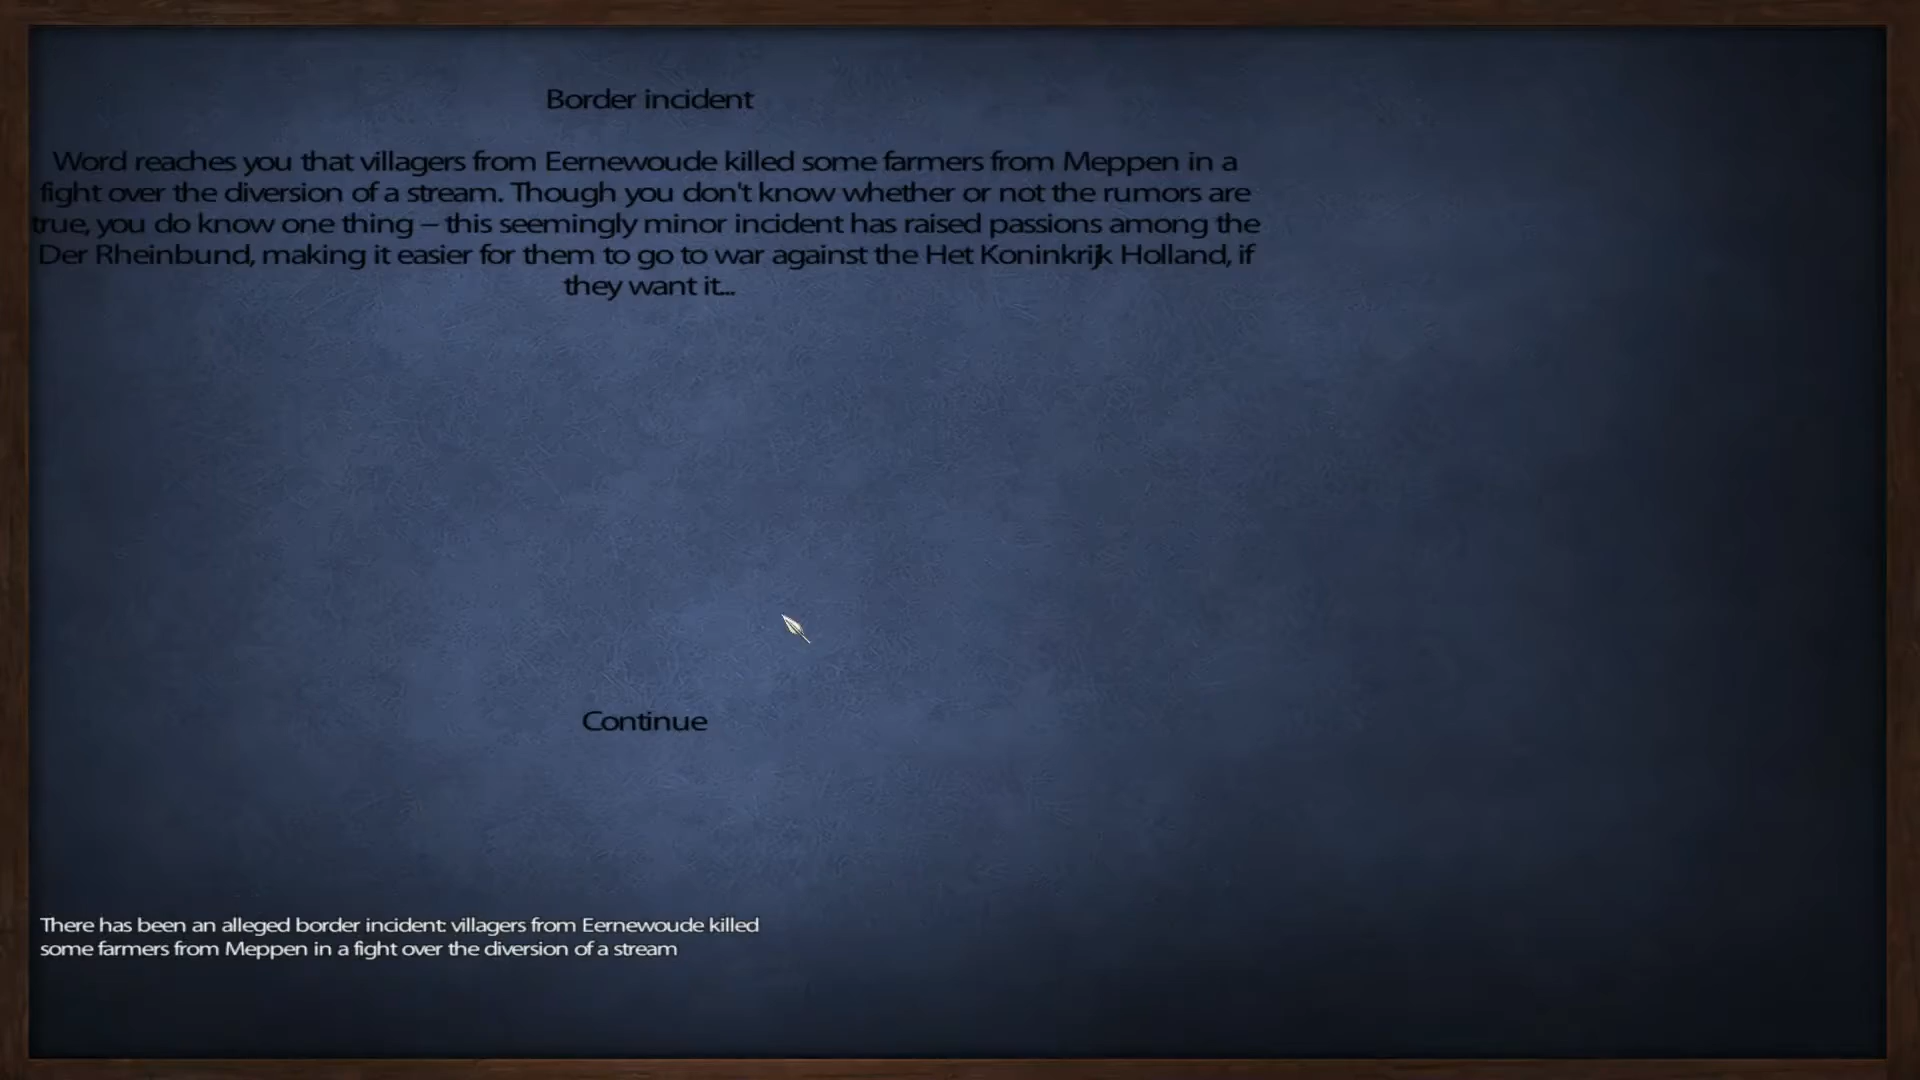 Border incident
Word reaches you that villagers from Eernewoude killed some farmers from Meppen in a
fight over the diversion of a stream. Though you don't know whether or not the rumors are
true, you do know one thing – this seemingly minor incident has raised passions among the
Der Rheinbund, making it easier for them to go to war against the Het Koninkrijk Holland, if
they want it...
Continue
There has been an alleged border incident: villagers from Eernewoude killed
some farmers from Meppen in a fight over the diversion of a stream